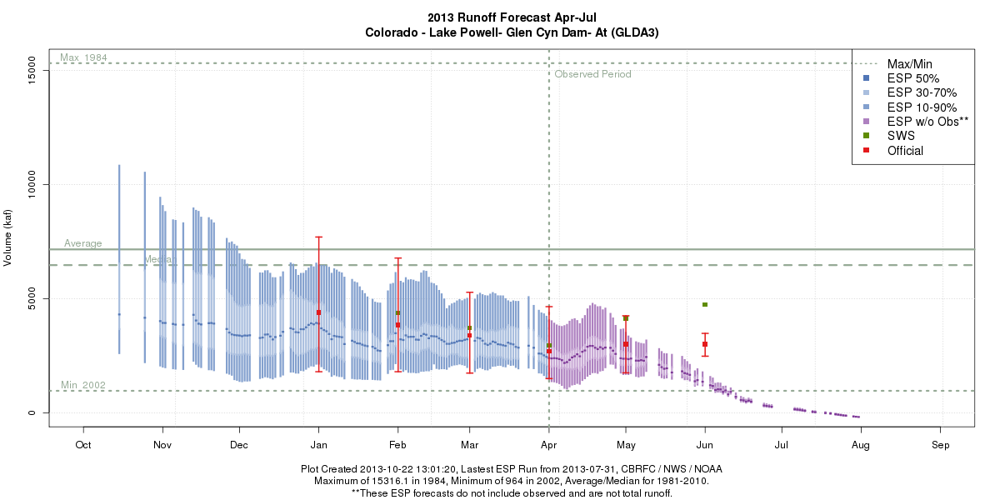 2013 Runoff Forecast Apr-Jul
Colorado - Lake Powell- Glen Cyn Dam- At (GLDA3)
Max 1984
Observed Period
Average
Median
Min 2002
Max/Min
ESP 50%
ESP 30-70%
ESP 10-90%
ESP w/o Obs**
SWS
Official
Volume (kaf)
15000
10000
5000
0
Oct Nov Dec Jan Feb Mar Apr May Jun Jul Aug Sep
Plot Created 2013-10-22 13:01:20, Lastest ESP Run from 2013-07-31, CBRFC / NWS / NOAA
Maximum of 15316.1 in 1984, Minimum of 964 in 2002, Average/Median for 1981-2010.
**These ESP forecasts do not include observed and are not total runoff.